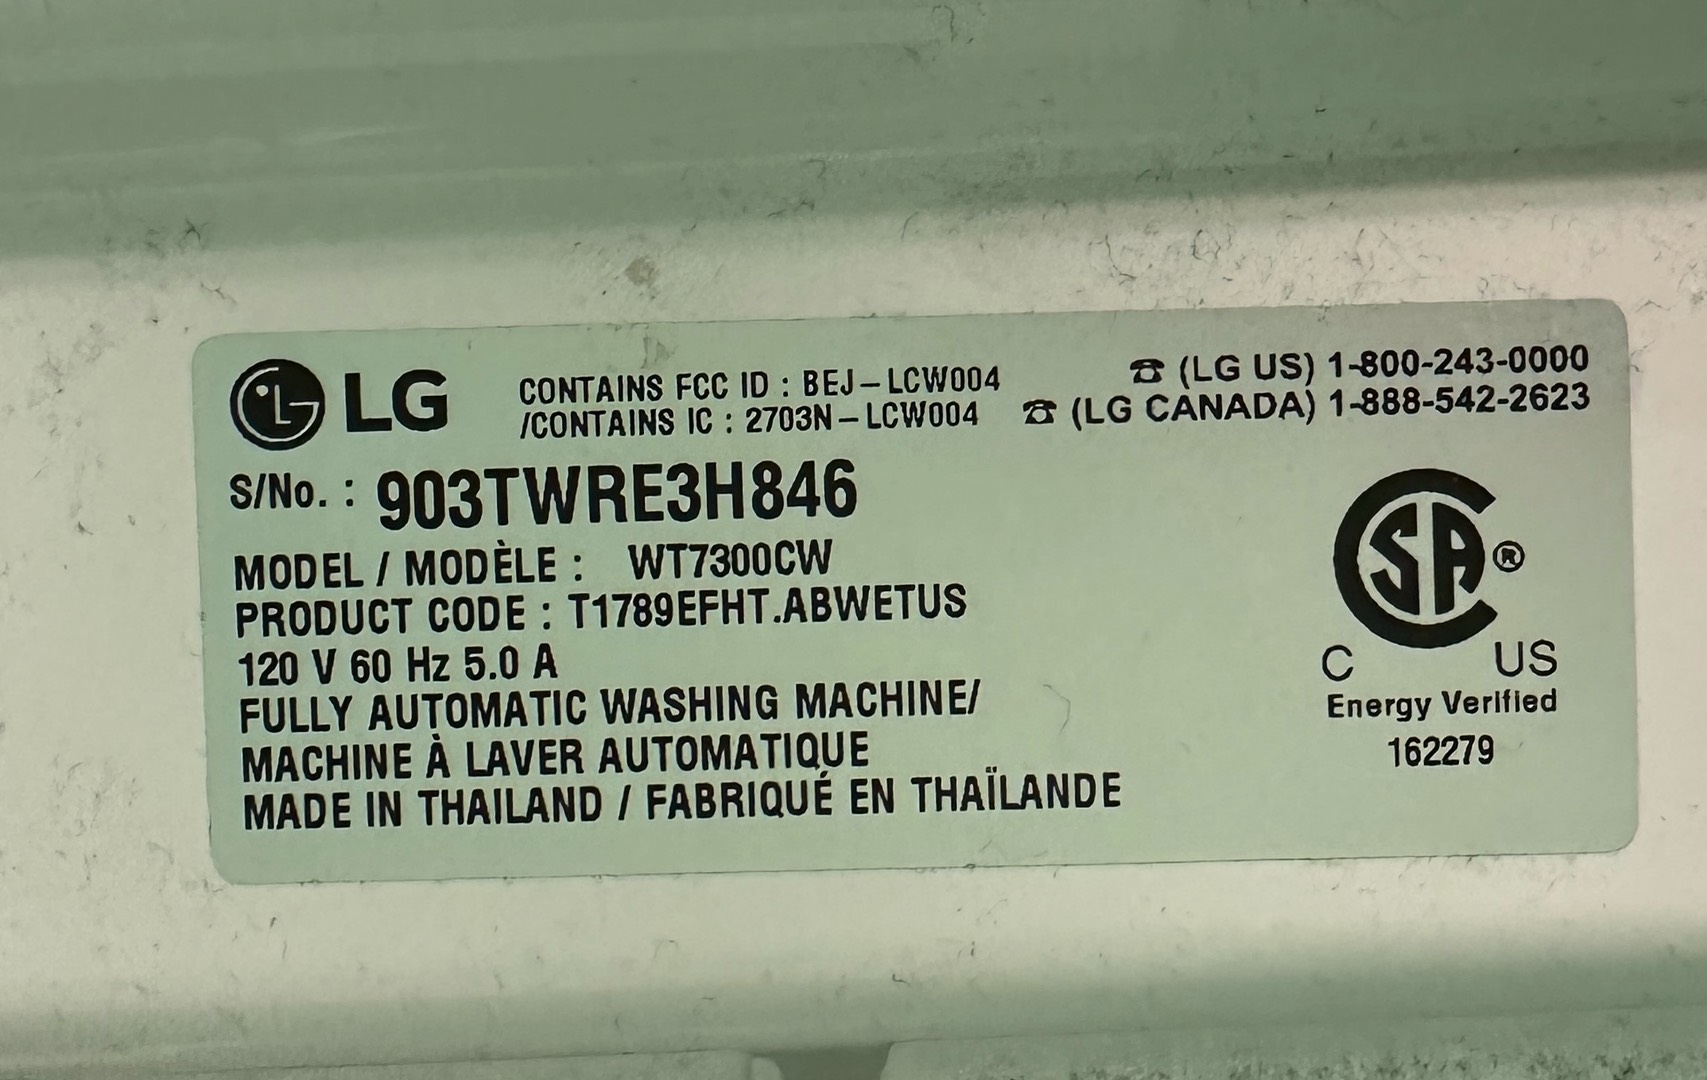 LG
CONTAINS FCC ID : BEJ-LCW004
/CONTAINS IC : 2703N-LCW004
☎ (LG US) 1-800-243-0000
☎ (LG CANADA) 1-888-542-2623
S/No. : 903TWRE3H846
MODEL / MODÈLE : WT7300CW
PRODUCT CODE : T1789EFHT.ABWETUS
120 V 60 Hz 5.0 A
FULLY AUTOMATIC WASHING MACHINE/
MACHINE À LAVER AUTOMATIQUE
MADE IN THAILAND / FABRIQUÉ EN THAÏLANDE
SA®
C US
Energy Verified
162279